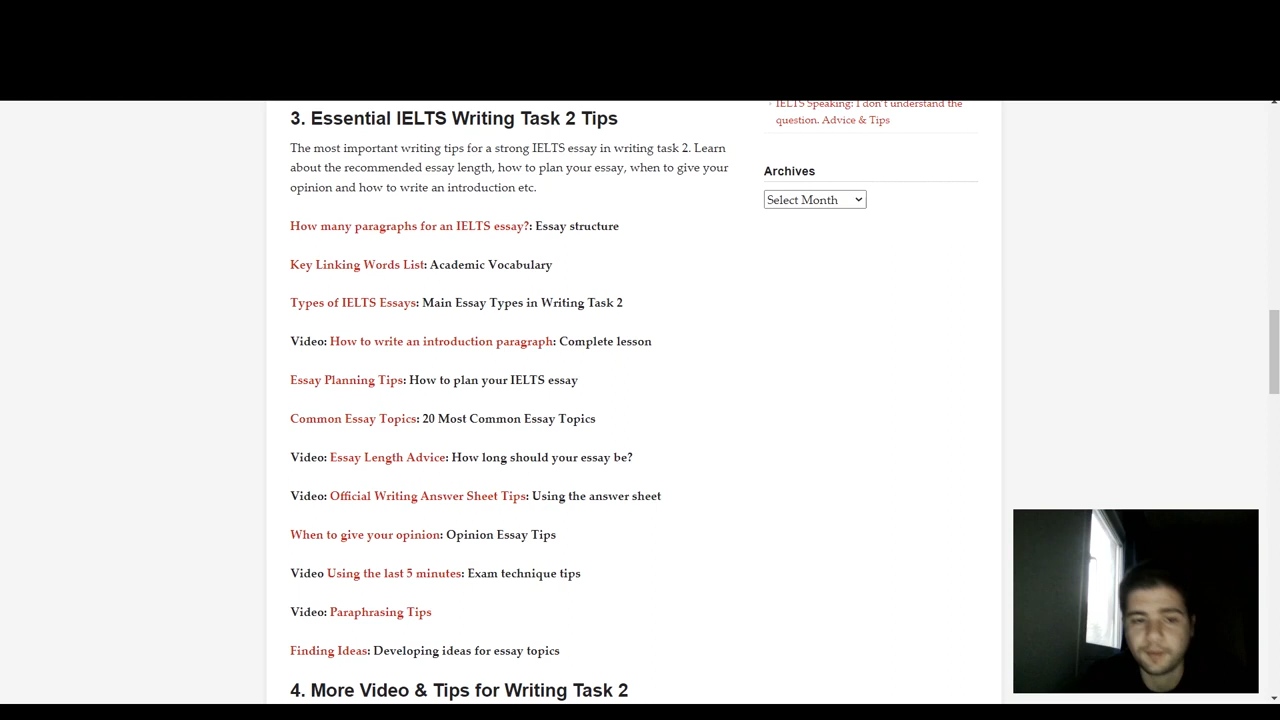 3. Essential IELTS Writing Task 2 Tips
The most important writing tips for a strong IELTS essay in writing task 2. Learn
about the recommended essay length, how to plan your essay, when to give your
opinion and how to write an introduction etc.
How many paragraphs for an IELTS essay?: Essay structure
Key Linking Words List: Academic Vocabulary
Types of IELTS Essays: Main Essay Types in Writing Task 2
Video: How to write an introduction paragraph: Complete lesson
Essay Planning Tips: How to plan your IELTS essay
Common Essay Topics: 20 Most Common Essay Topics
Video: Essay Length Advice: How long should your essay be?
Video: Official Writing Answer Sheet Tips: Using the answer sheet
When to give your opinion: Opinion Essay Tips
Video Using the last 5 minutes: Exam technique tips
Video: Paraphrasing Tips
Finding Ideas: Developing ideas for essay topics
4. More Video & Tips for Writing Task 2
IELTS Speaking: I don't understand the
question. Advice & Tips
Archives
Select Month